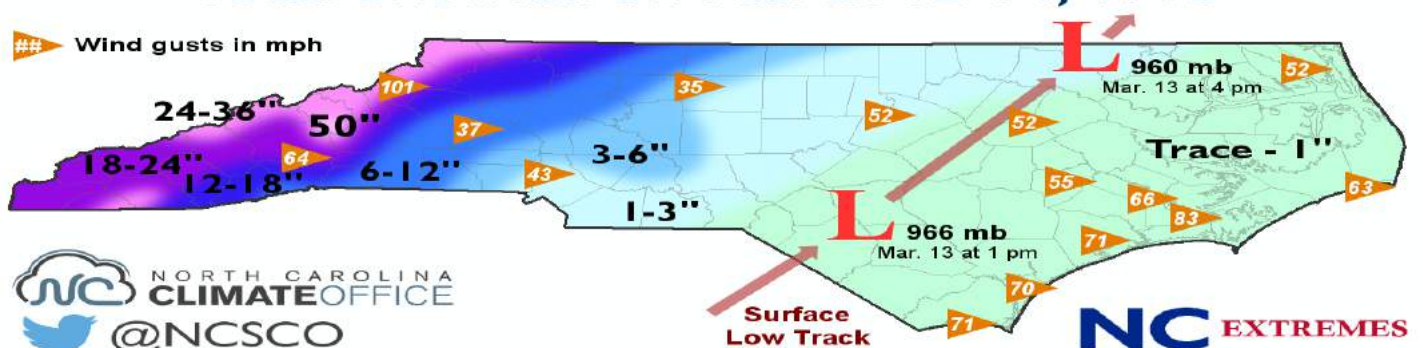 ## Wind gusts in mph
101
35
52
24-36"
50"
37
52
52
18-24"
64
12-18"
6-12"
43
3-6"
1-3"
L
960 mb
Mar. 13 at 4 pm
Trace - 1"
55
66
83
63
71
L
966 mb
Mar. 13 at 1 pm
70
71
Surface
Low Track
NC
NORTH CAROLINA
CLIMATEOFFICE
@NCSCO
NC EXTREMES